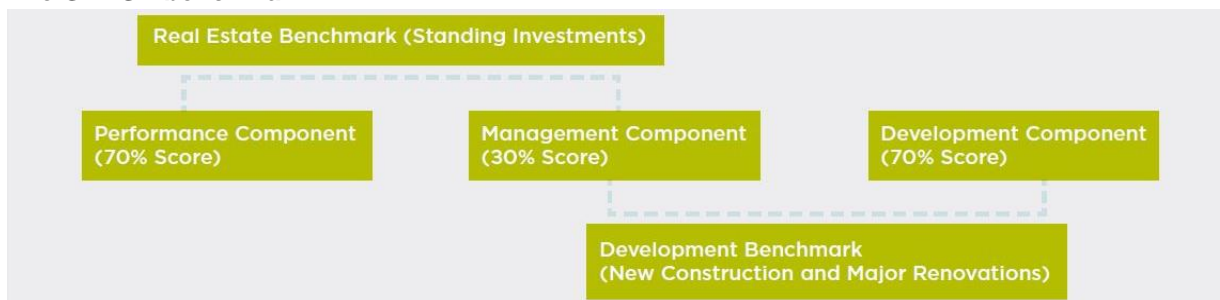 Real Estate Benchmark (Standing Investments)
Performance Component
(70% Score)
Management Component
(30% Score)
Development Component
(70% Score)
Development Benchmark
(New Construction and Major Renovations)